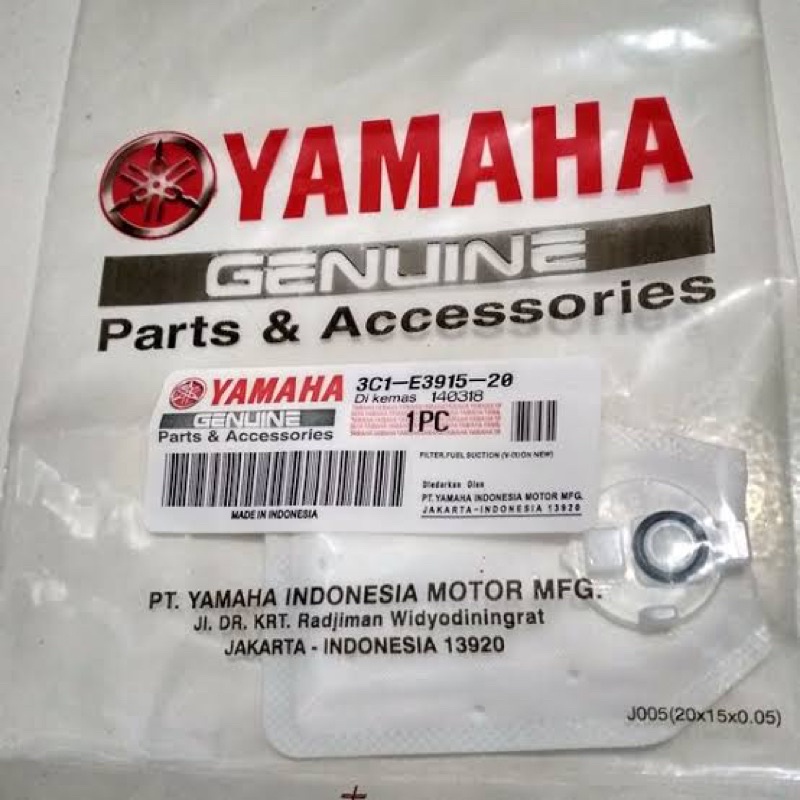 YAMAHA
GENUINE
Parts & Accessories
YAMAHA
GENUINE
Parts & Accessories
3C1-E3915-20
Di kemas 140318
1PC
FILTER,FUEL SUCTION (V-IXION NEW)
MADE IN INDONESIA
Diedarkan Oleh
PT. YAMAHA INDONESIA MOTOR MFG.
JAKARTA-INDONESIA 13920
PT. YAMAHA INDONESIA MOTOR MFG.
Jl. DR. KRT. Radjiman Widyodiningrat
JAKARTA - INDONESIA 13920
J005(20x15x0.05)